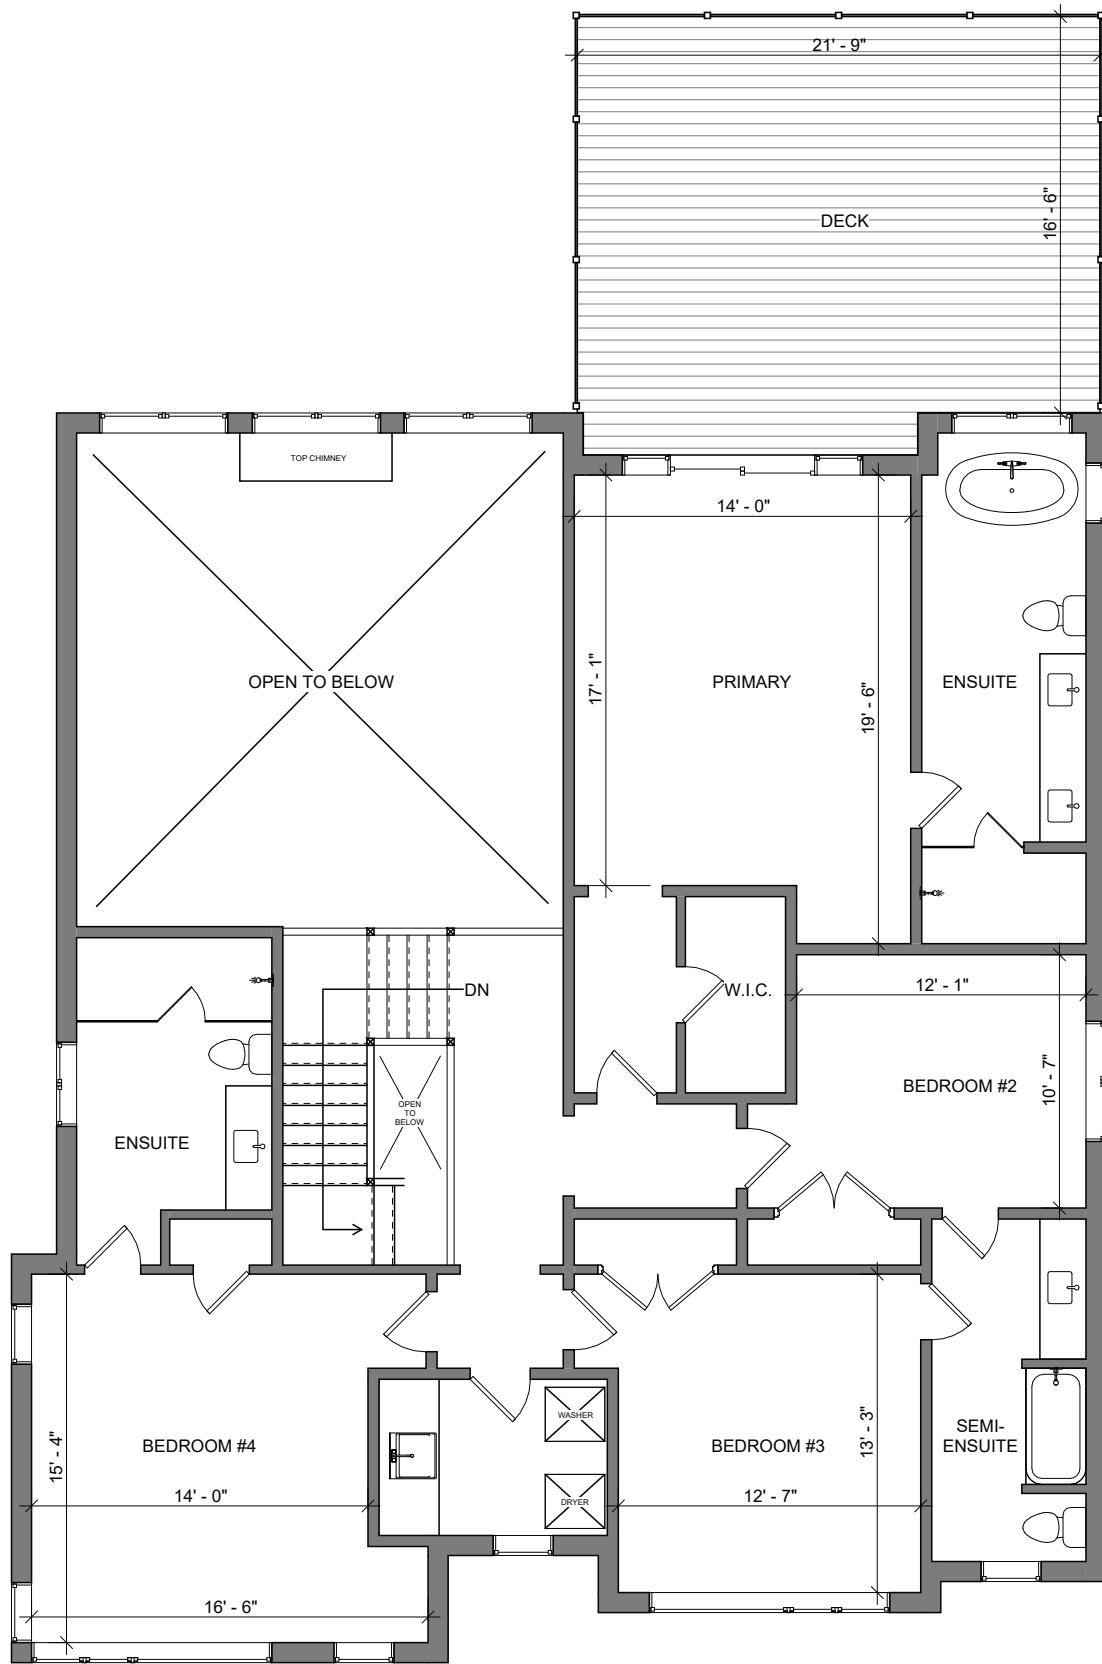 21' - 9"
16' - 6"
DECK
TOP CHIMNEY
14' - 0"
OPEN TO BELOW
17' - 1"
PRIMARY
19' - 6"
ENSUITE
DN
W.I.C.
12' - 1"
BEDROOM #2
10' - 7"
OPEN
TO
BELOW
ENSUITE
WASHER
DRYER
BEDROOM #4
15' - 4"
14' - 0"
16' - 6"
BEDROOM #3
13' - 3"
12' - 7"
SEMI-
ENSUITE